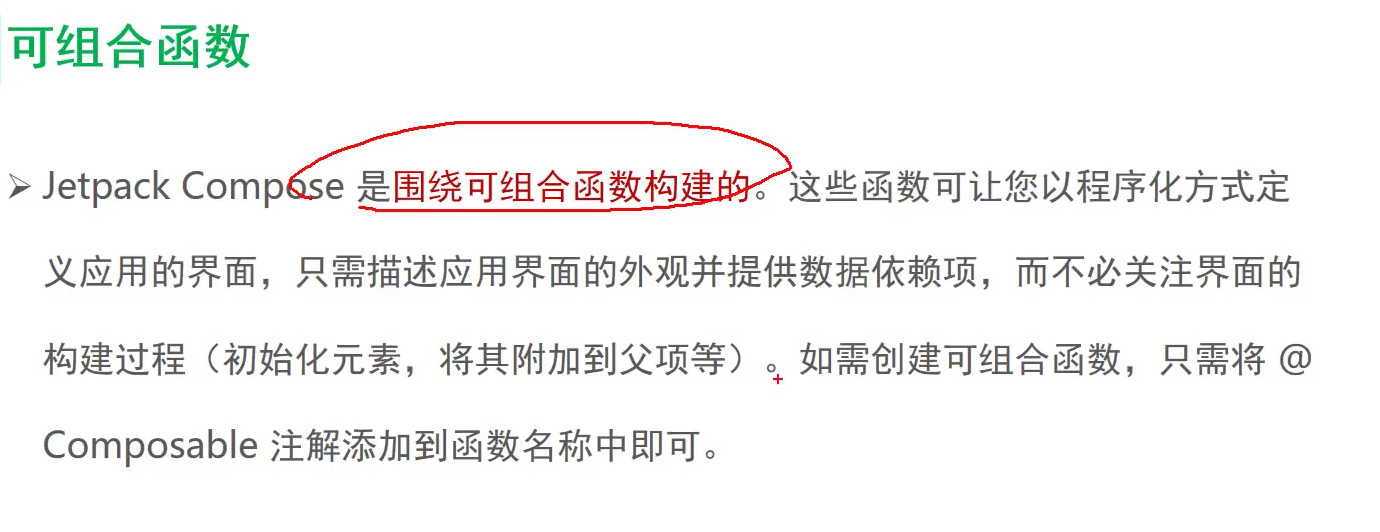 可组合函数
➢ Jetpack Compose 是围绕可组合函数构建的。这些函数可让您以程序化方式定
义应用的界面，只需描述应用界面的外观并提供数据依赖项，而不必关注界面的
构建过程（初始化元素，将其附加到父项等）。如需创建可组合函数，只需将 @
Composable 注解添加到函数名称中即可。